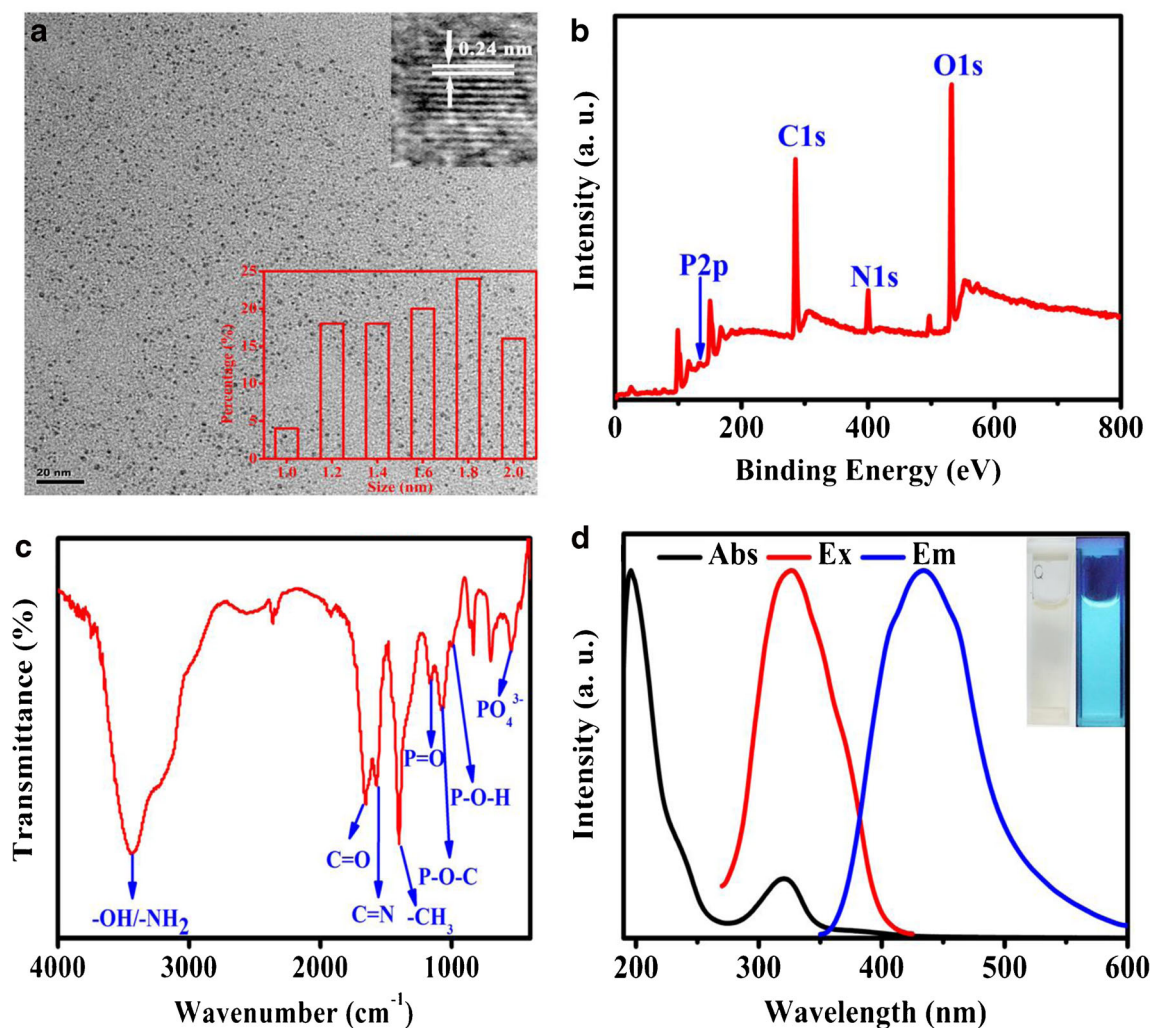 a
0.24 nm
25
20
15
10
5
0
Percentage (%)
1.0 1.2 1.4 1.6 1.8 2.0
Size (nm)
20 nm
b
O1s
C1s
P2p
N1s
Intensity (a. u.)
0 200 400 600 800
Binding Energy (eV)
c
Transmittance (%)
PO₄³⁻
P=O
P-O-H
C=O
P-O-C
-OH/-NH₂
C=N
-CH₃
4000 3000 2000 1000
Wavenumber (cm⁻¹)
d
Abs Ex Em
Q
Intensity (a. u.)
200 300 400 500 600
Wavelength (nm)